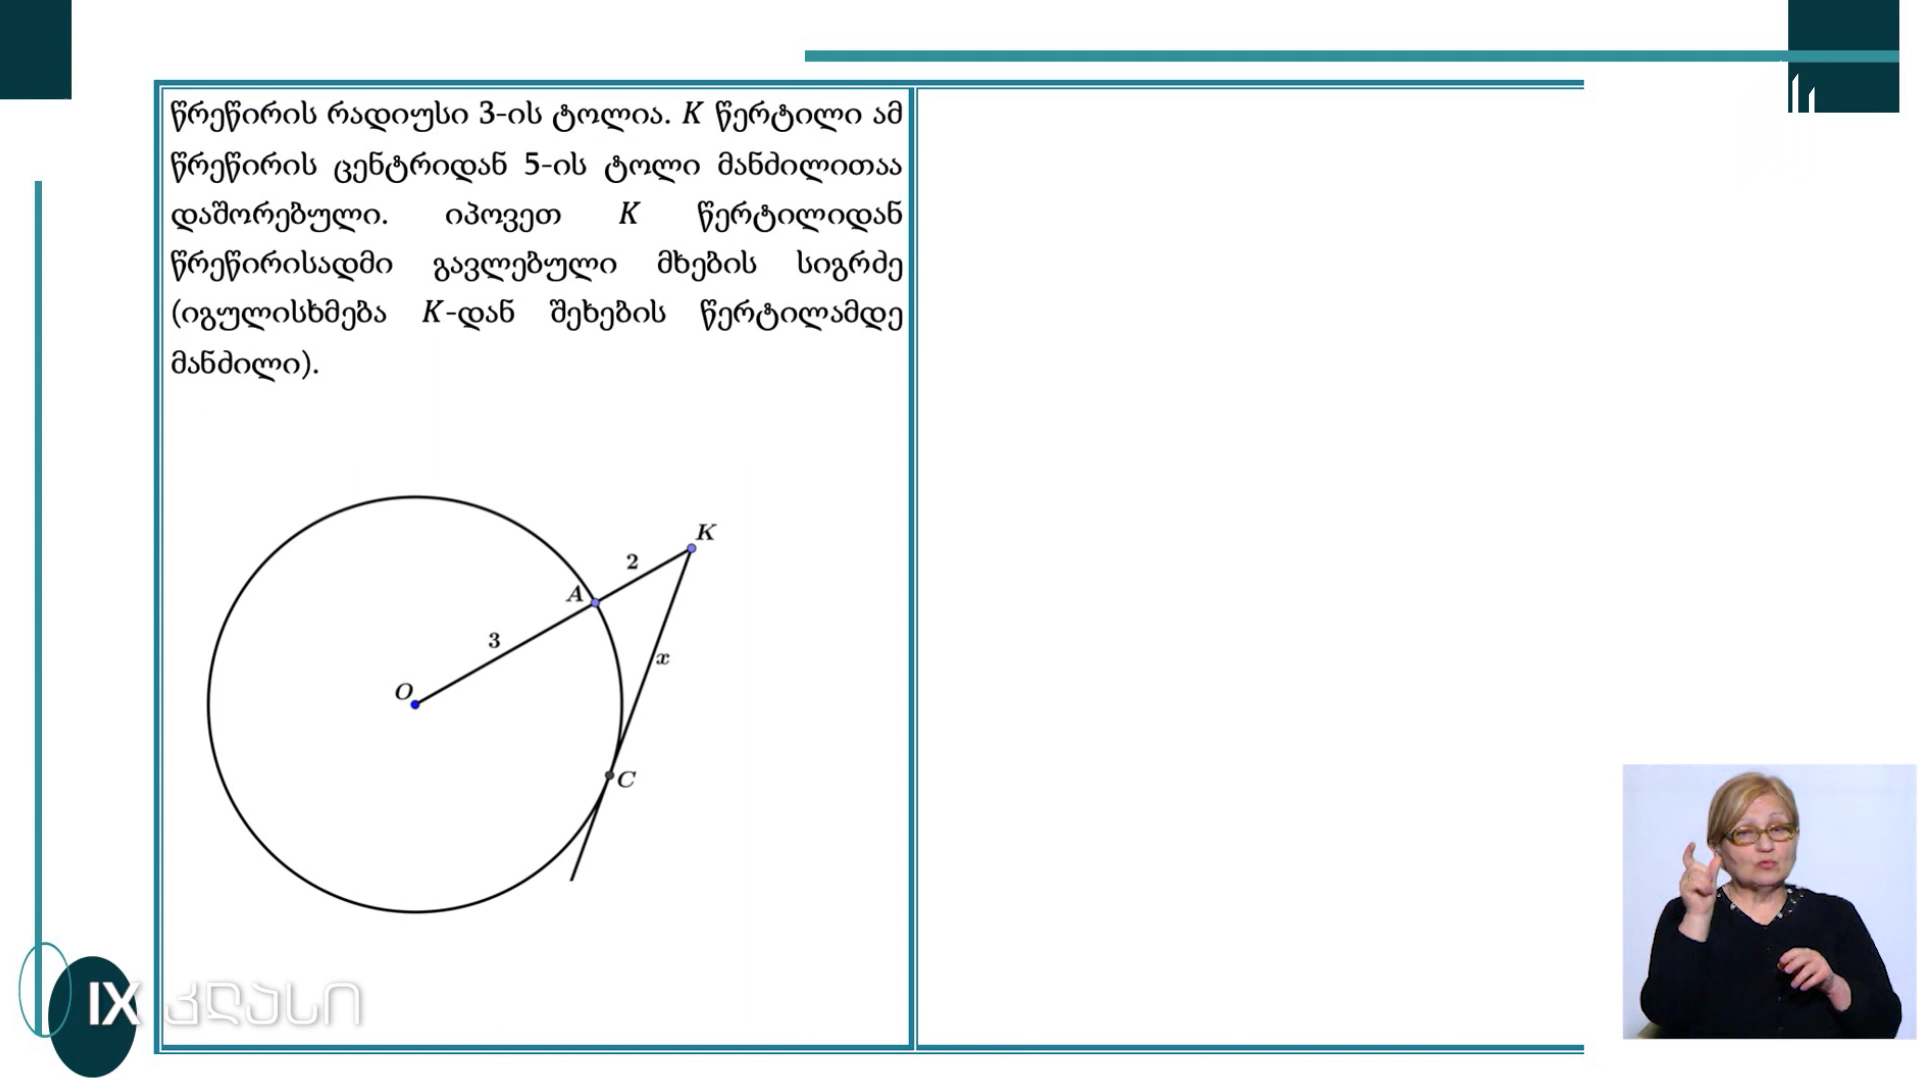 წრეწირის რადიუსი 3-ის ტოლია. K წერტილი ამ
წრეწირის ცენტრიდან 5-ის ტოლი მანძილითაა
დაშორებული. იპოვეთ K წერტილიდან
წრეწირისადმი გავლებული მხების სიგრძე
(იგულისხმება K-დან შეხების წერტილამდე
მანძილი).
K
2
A
3
x
O
C
IX კლასი